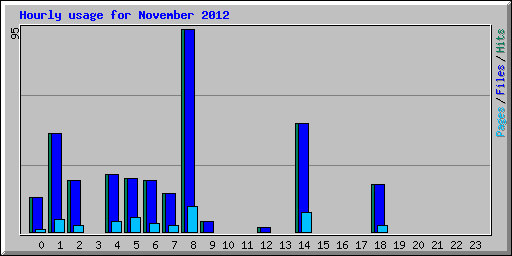 Hourly usage for November 2012
95
Pages/Files/Hits
0 1 2 3 4 5 6 7 8 9 10 11 12 13 14 15 16 17 18 19 20 21 22 23